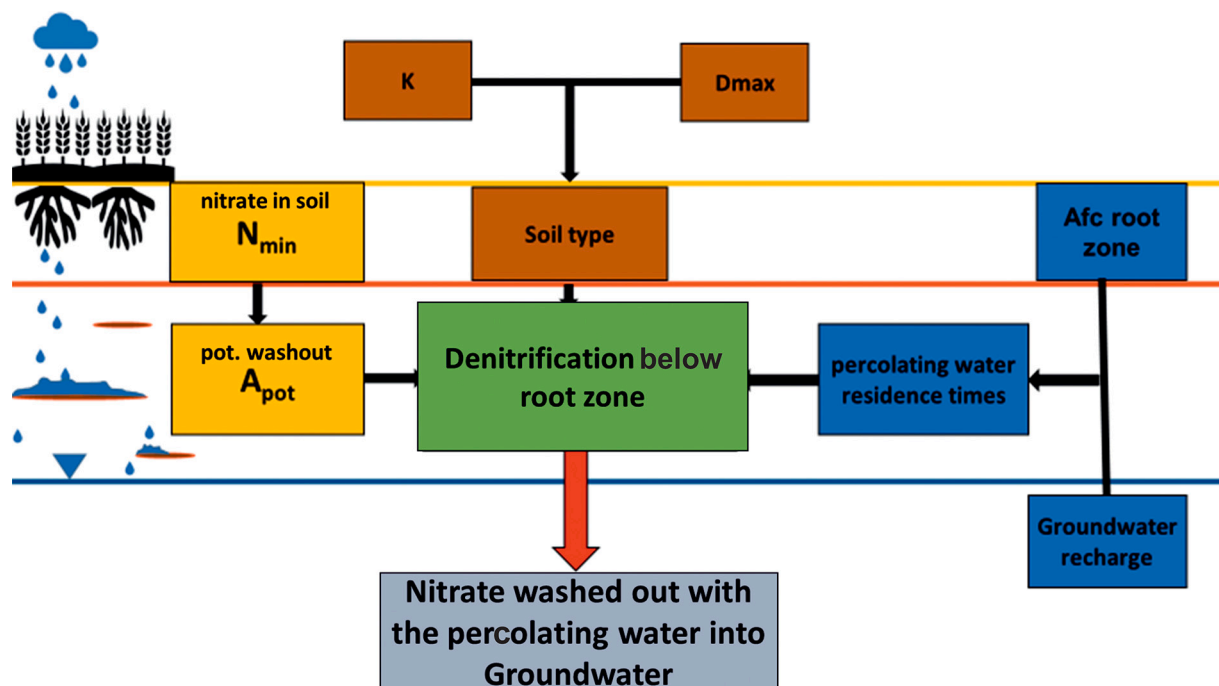 K
Dmax
nitrate in soil
Nmin
Soil type
Afc root
zone
pot. washout
Apot
Denitrification below
root zone
percolating water
residence times
Groundwater
recharge
Nitrate washed out with
the percolating water into
Groundwater